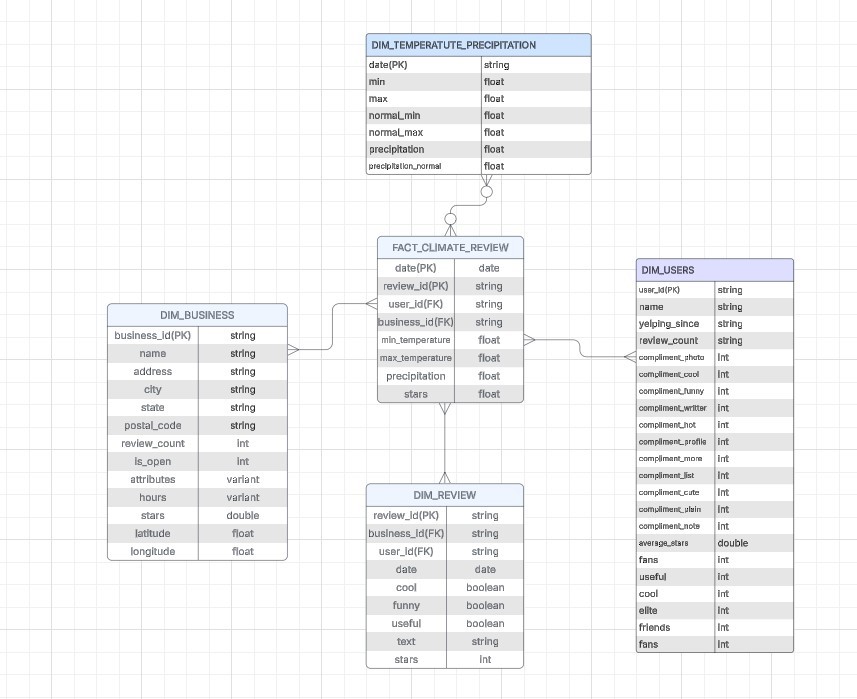 DIM_TEMPERATUTE_PRECIPITATION
date(PK) string
min float
max float
normal_min float
normal_max float
precipitation float
precipitation_normal float
FACT_CLIMATE_REVIEW
date(PK) date
review_id(PK) string
user_id(FK) string
business_id(FK) string
min_temperature float
max_temperature float
precipitation float
stars float
DIM_BUSINESS
business_id(PK) string
name string
address string
city string
state string
postal_code string
review_count int
is_open int
attributes variant
hours variant
stars double
latitude float
longitude float
DIM_USERS
user_id(PK) string
name string
yelping_since string
review_count string
compliment_photo int
compliment_cool int
compliment_funny int
compliment_writter int
compliment_hot int
compliment_profile int
compliment_more int
compliment_list int
compliment_cute int
compliment_plain int
compliment_note int
average_stars double
fans int
useful int
cool int
elite int
friends int
fans int
DIM_REVIEW
review_id(PK) string
business_id(FK) string
user_id(FK) string
date date
cool boolean
funny boolean
useful boolean
text string
stars int